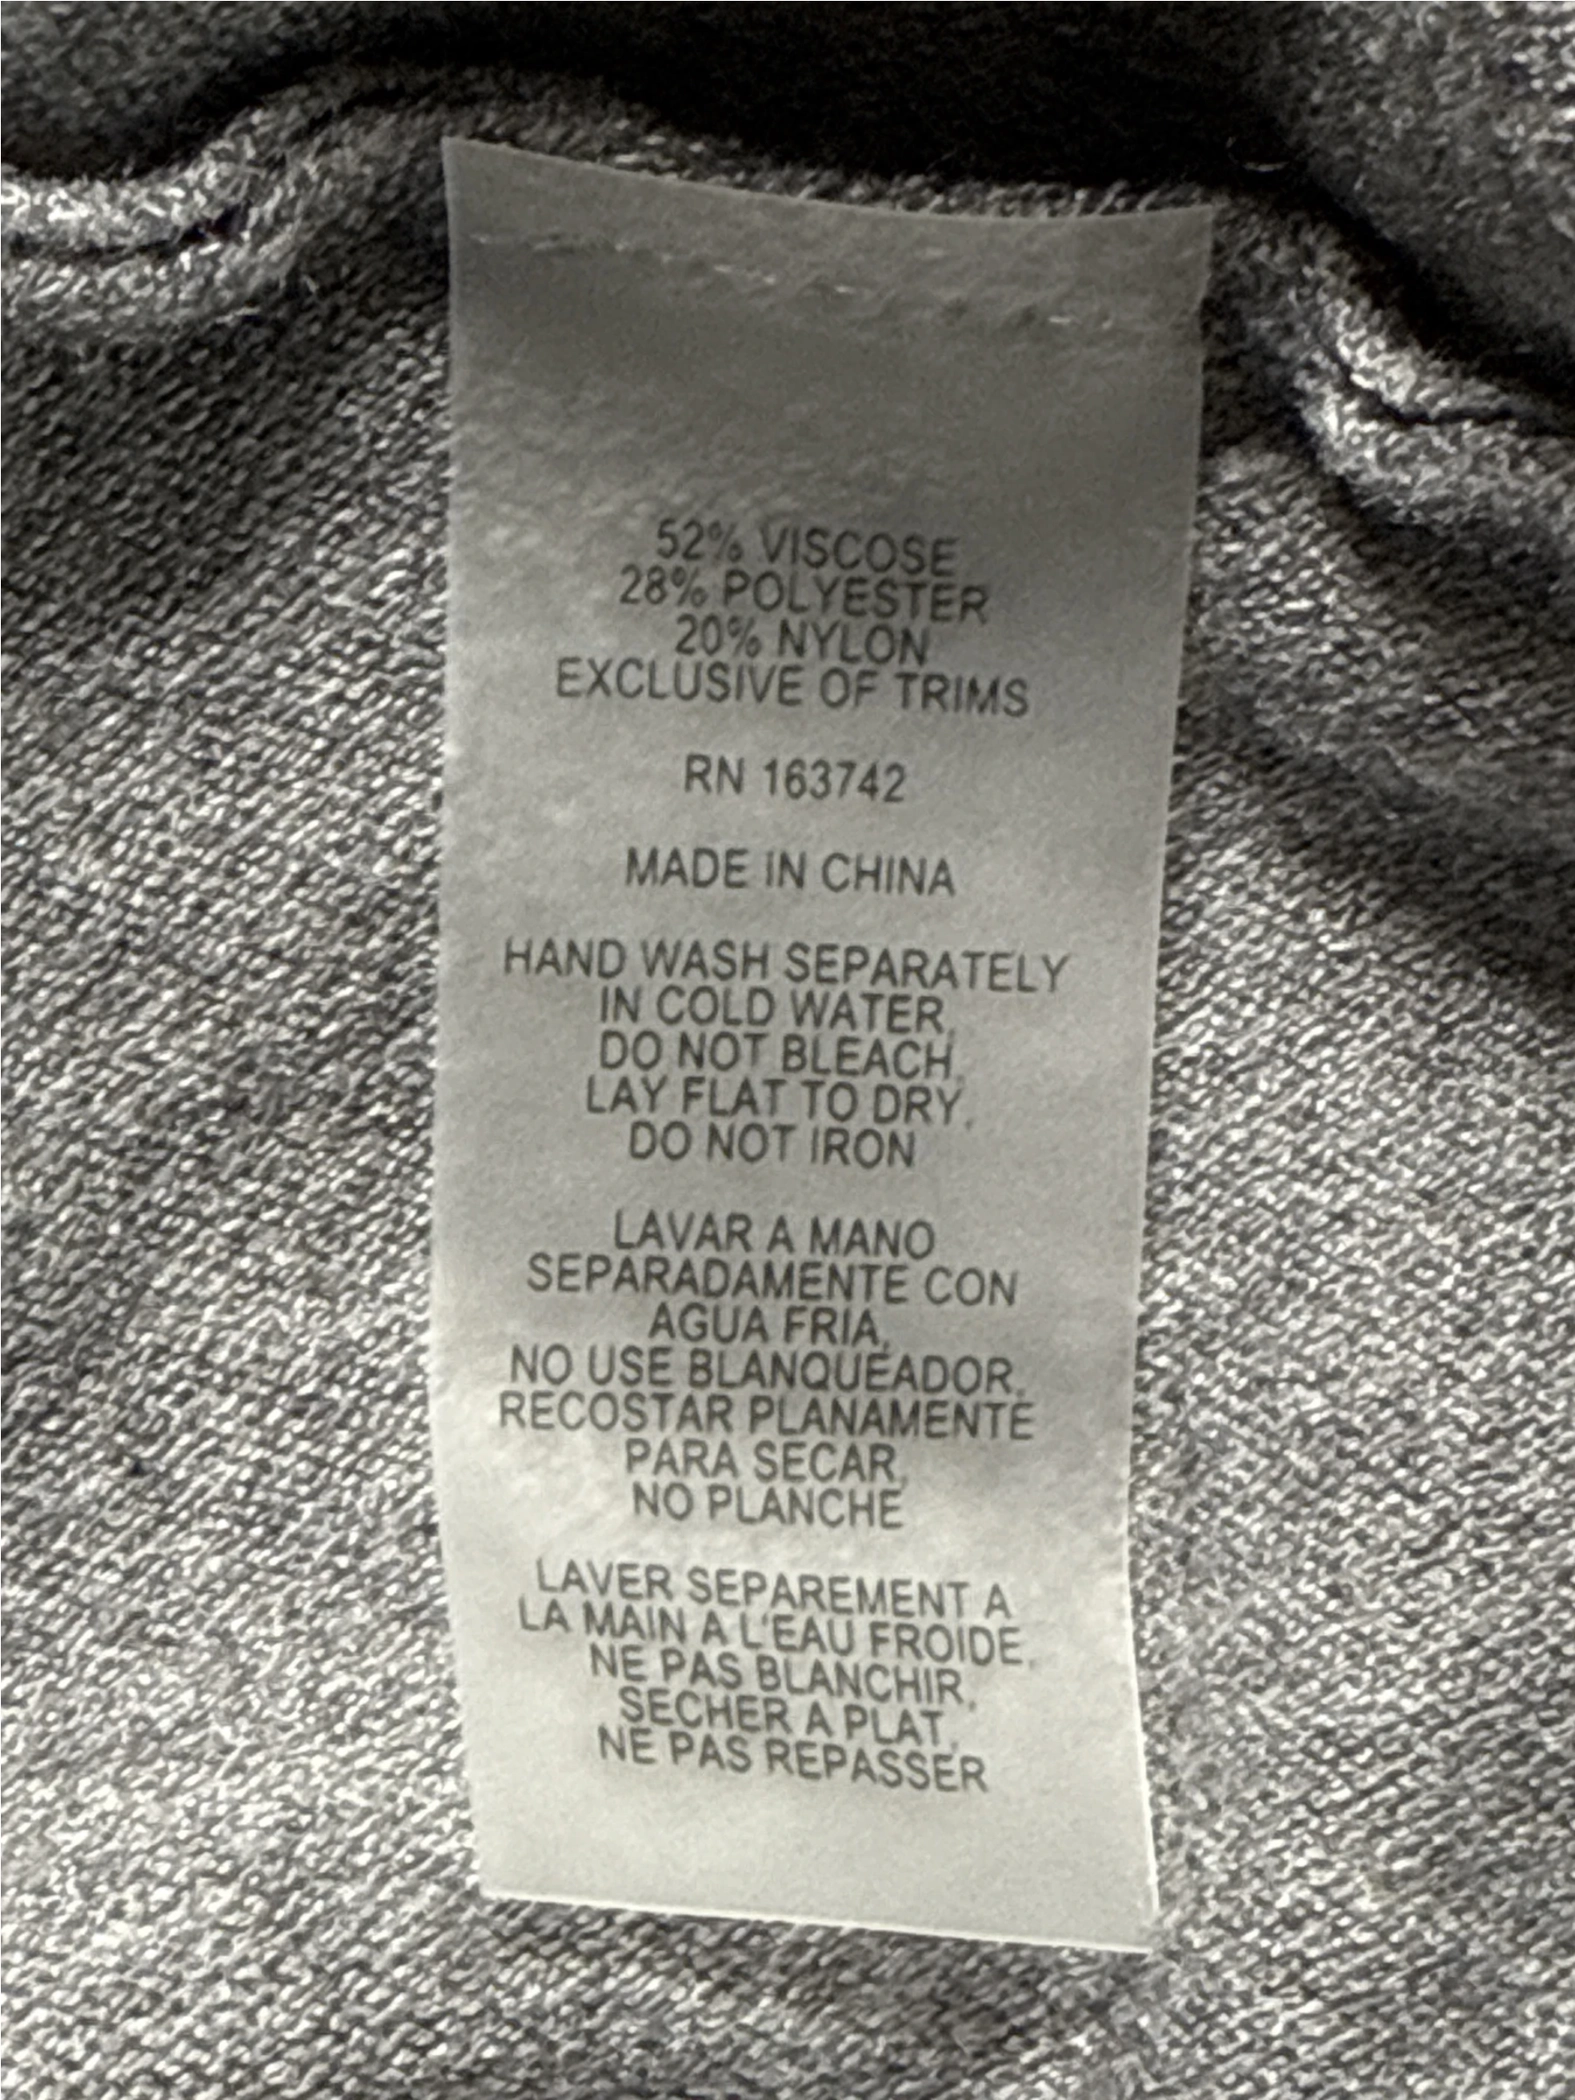 52% VISCOSE
28% POLYESTER
20% NYLON
EXCLUSIVE OF TRIMS
RN 163742
MADE IN CHINA
HAND WASH SEPARATELY
IN COLD WATER,
DO NOT BLEACH,
LAY FLAT TO DRY,
DO NOT IRON
LAVAR A MANO
SEPARADAMENTE CON
AGUA FRIA,
NO USE BLANQUEADOR,
RECOSTAR PLANAMENTE
PARA SECAR,
NO PLANCHE
LAVER SEPAREMENT A
LA MAIN A L'EAU FROIDE,
NE PAS BLANCHIR,
SECHER A PLAT,
NE PAS REPASSER